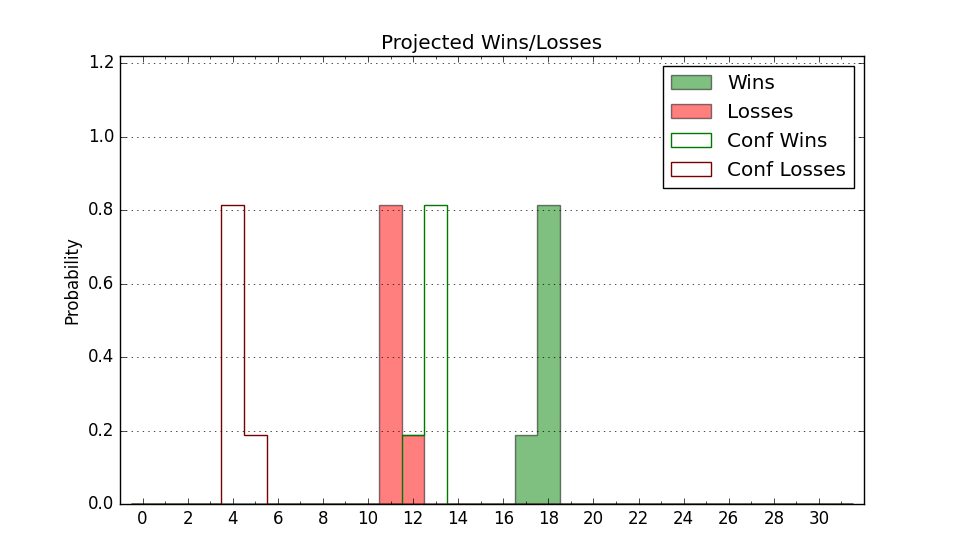 Projected Wins/Losses
1.2
1.0
0.8
0.6
0.4
0.2
0.0
Probability
Wins
Losses
Conf Wins
Conf Losses
0 2 4 6 8 10 12 14 16 18 20 22 24 26 28 30